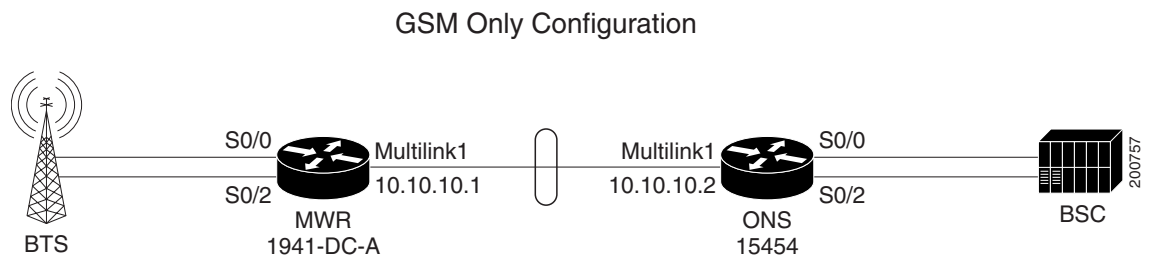 GSM Only Configuration
S0/0
S0/2
BTS
MWR
1941-DC-A
Multilink1
10.10.10.1
Multilink1
10.10.10.2
ONS
15454
S0/0
S0/2
BSC
200757